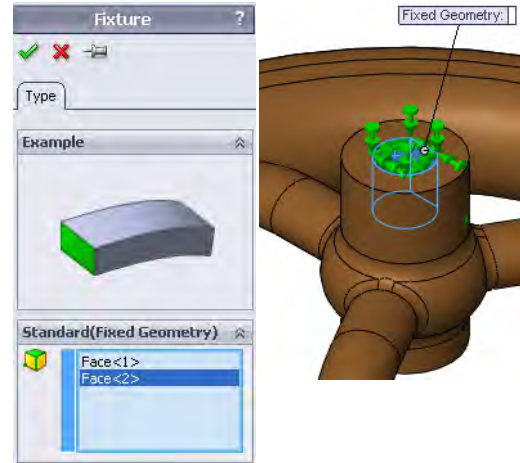 Fixture ?
Type
Example
Standard(Fixed Geometry)
Face<1>
Face<2>
Fixed Geometry: